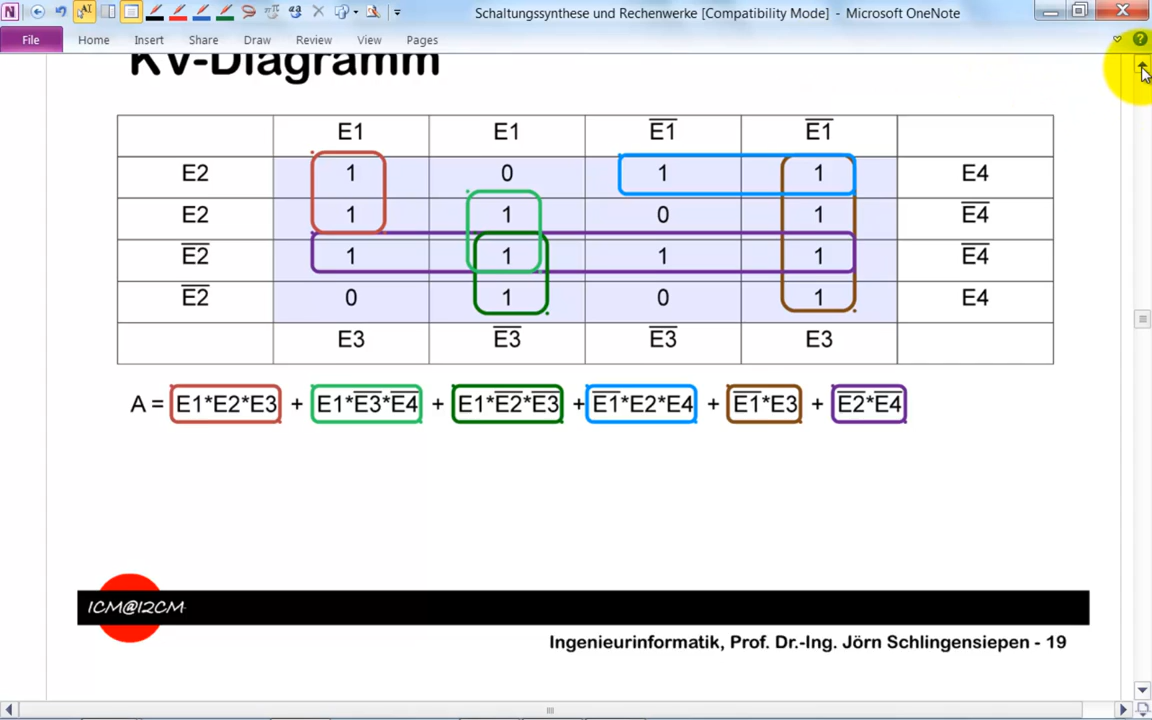 Schaltungssynthese und Rechenwerke [Compatibility Mode] - Microsoft OneNote
File Home Insert Share Draw Review View Pages
KV-Diagramm
E1 E1 E̅1̅ E̅1̅
E2 1 0 1 1 E4
E2 1 1 0 1 E̅4̅
E̅2̅ 1 1 1 1 E̅4̅
E̅2̅ 0 1 0 1 E4
E3 E̅3̅ E̅3̅ E3
A = E1*E2*E3 + E1*E̅3̅*E̅4̅ + E1*E̅2̅*E̅3̅ + E̅1̅*E2*E4 + E̅1̅*E3 + E̅2̅*E̅4̅
1CM@12CM
Ingenieurinformatik, Prof. Dr.-Ing. Jörn Schlingensiepen - 19